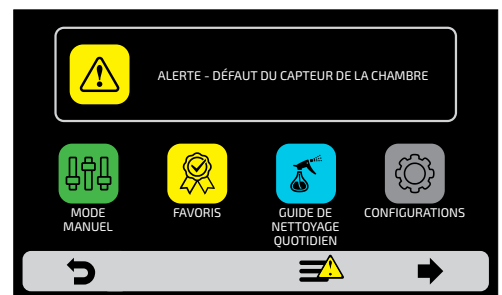 ALERTE - DÉFAUT DU CAPTEUR DE LA CHAMBRE
MODE
MANUEL
FAVORIS
GUIDE DE
NETTOYAGE
QUOTIDIEN
CONFIGURATIONS